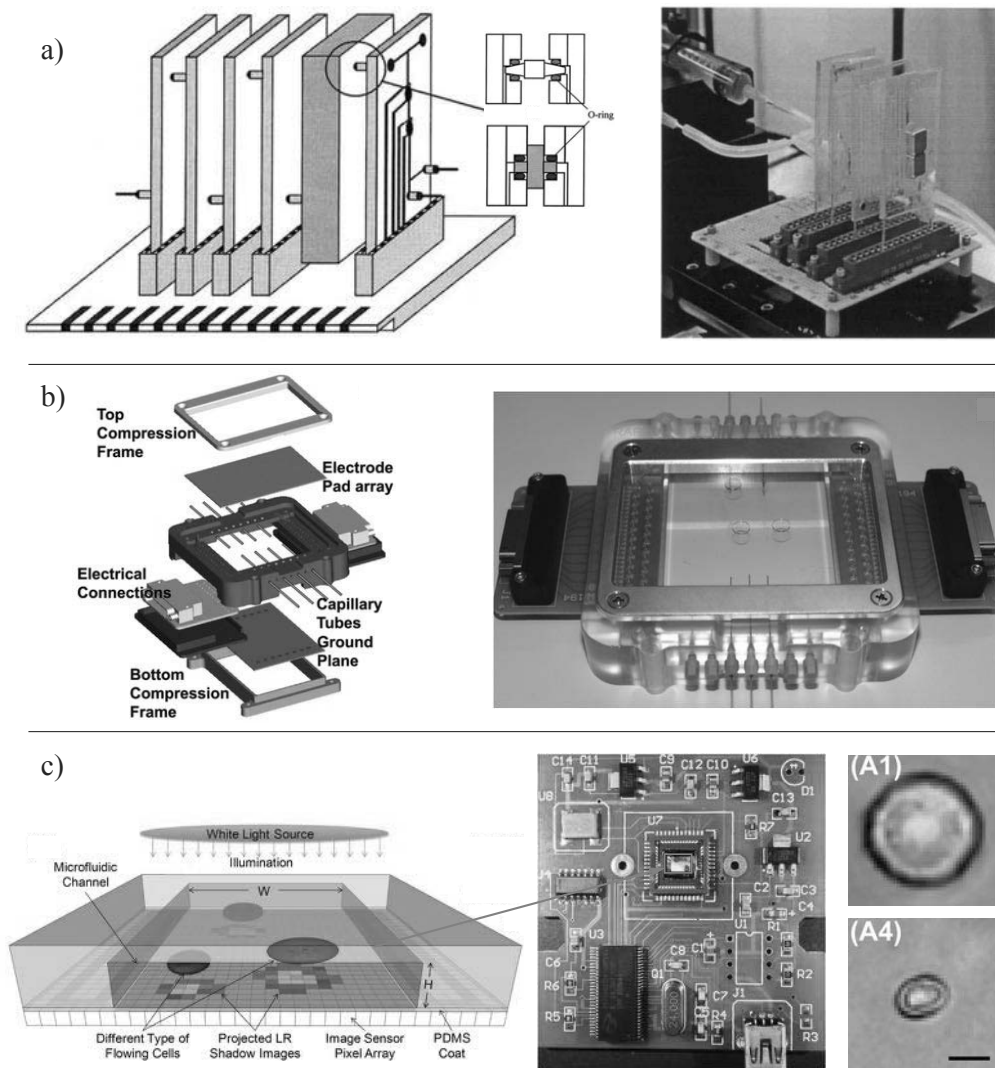 a)
O-ring
b)
Top
Compression
Frame
Electrode
Pad array
Electrical
Connections
Capillary
Tubes
Ground
Plane
Bottom
Compression
Frame
c)
White Light Source
Illumination
Microfluidic
Channel
W
H
Different Type of
Flowing Cells
Projected LR
Shadow Images
Image Sensor
Pixel Array
PDMS
Coat
C14
C11
U5
C9
C12
C10
U6
D1
U8
C13
U7
R7
U2
J4
C2
C3
C4
U3
U1
R1
C6
C1
C8
R6
Q1
R2
24.000
C7
R5
R4
J1
R3
(A1)
(A4)